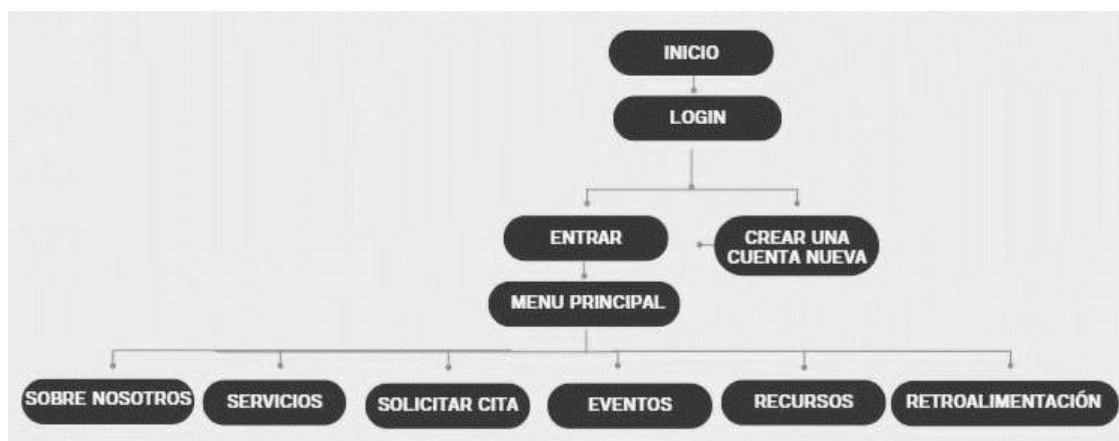 INICIO
LOGIN
ENTRAR
CREAR UNA
CUENTA NUEVA
MENU PRINCIPAL
SOBRE NOSOTROS
SERVICIOS
SOLICITAR CITA
EVENTOS
RECURSOS
RETROALIMENTACIÓN